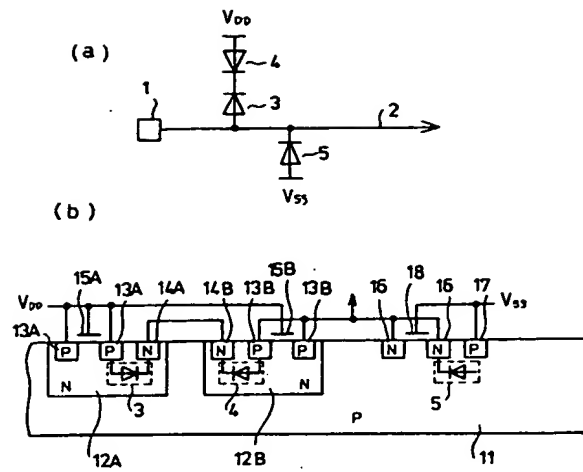 (a)
VDD
4
1
3
2
5
VSS
(b)
15A 13A 14A 14B 13B 15B 13B 16 18 16 17
VDD VSS
13A
P P N N P P N N P
N N
3 4 5
P
12A 12B 11